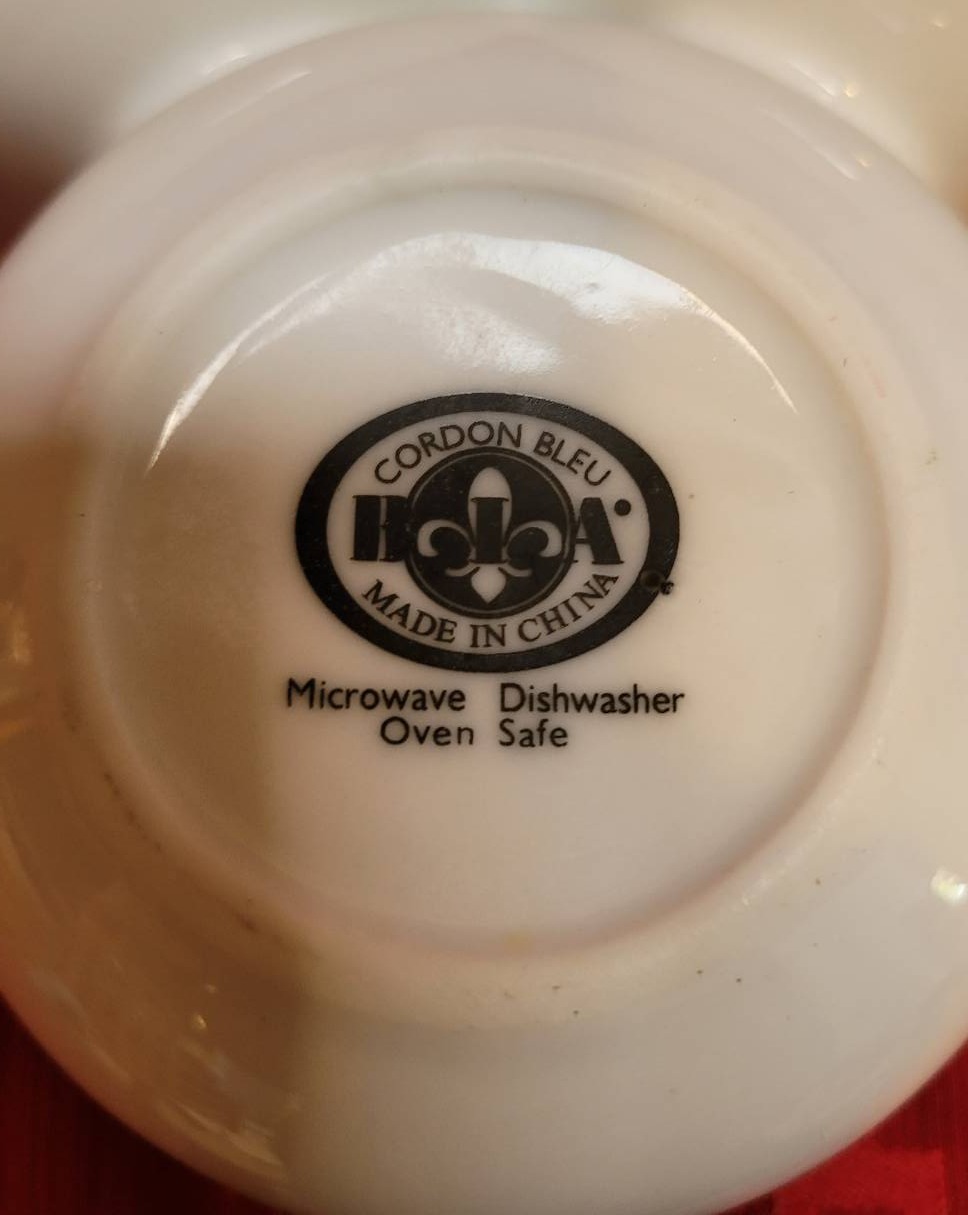 CORDON BLEU
BIA
MADE IN CHINA
Microwave Dishwasher
Oven Safe